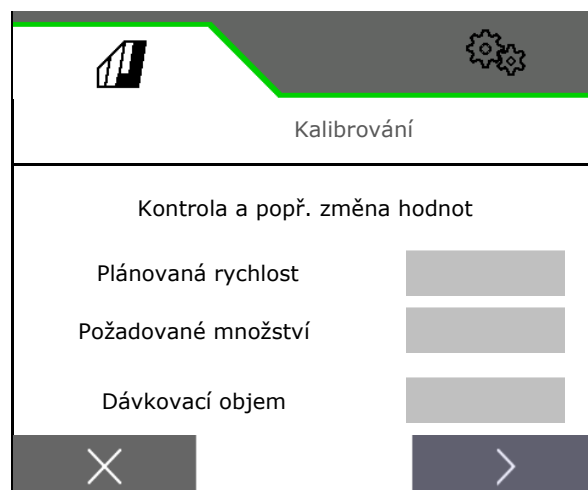 Kalibrování
Kontrola a popř. změna hodnot
Plánovaná rychlost
Požadované množství
Dávkovací objem